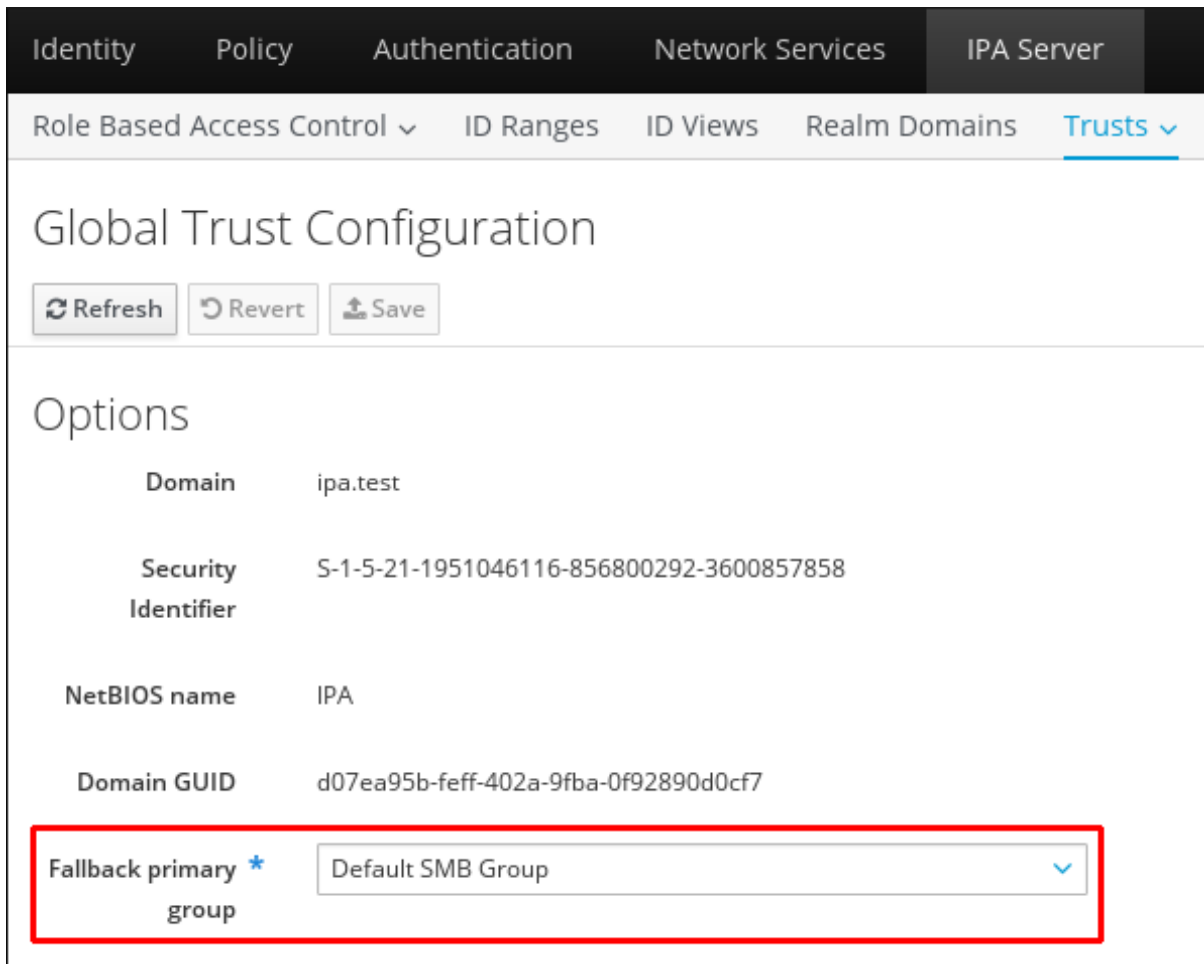 Identity Policy Authentication Network Services IPA Server
Role Based Access Control ID Ranges ID Views Realm Domains Trusts
Global Trust Configuration
Refresh Revert Save
Options
Domain ipa.test
Security S-1-5-21-1951046116-856800292-3600857858
Identifier
NetBIOS name IPA
Domain GUID d07ea95b-feff-402a-9fba-0f92890d0cf7
Fallback primary * Default SMB Group
group